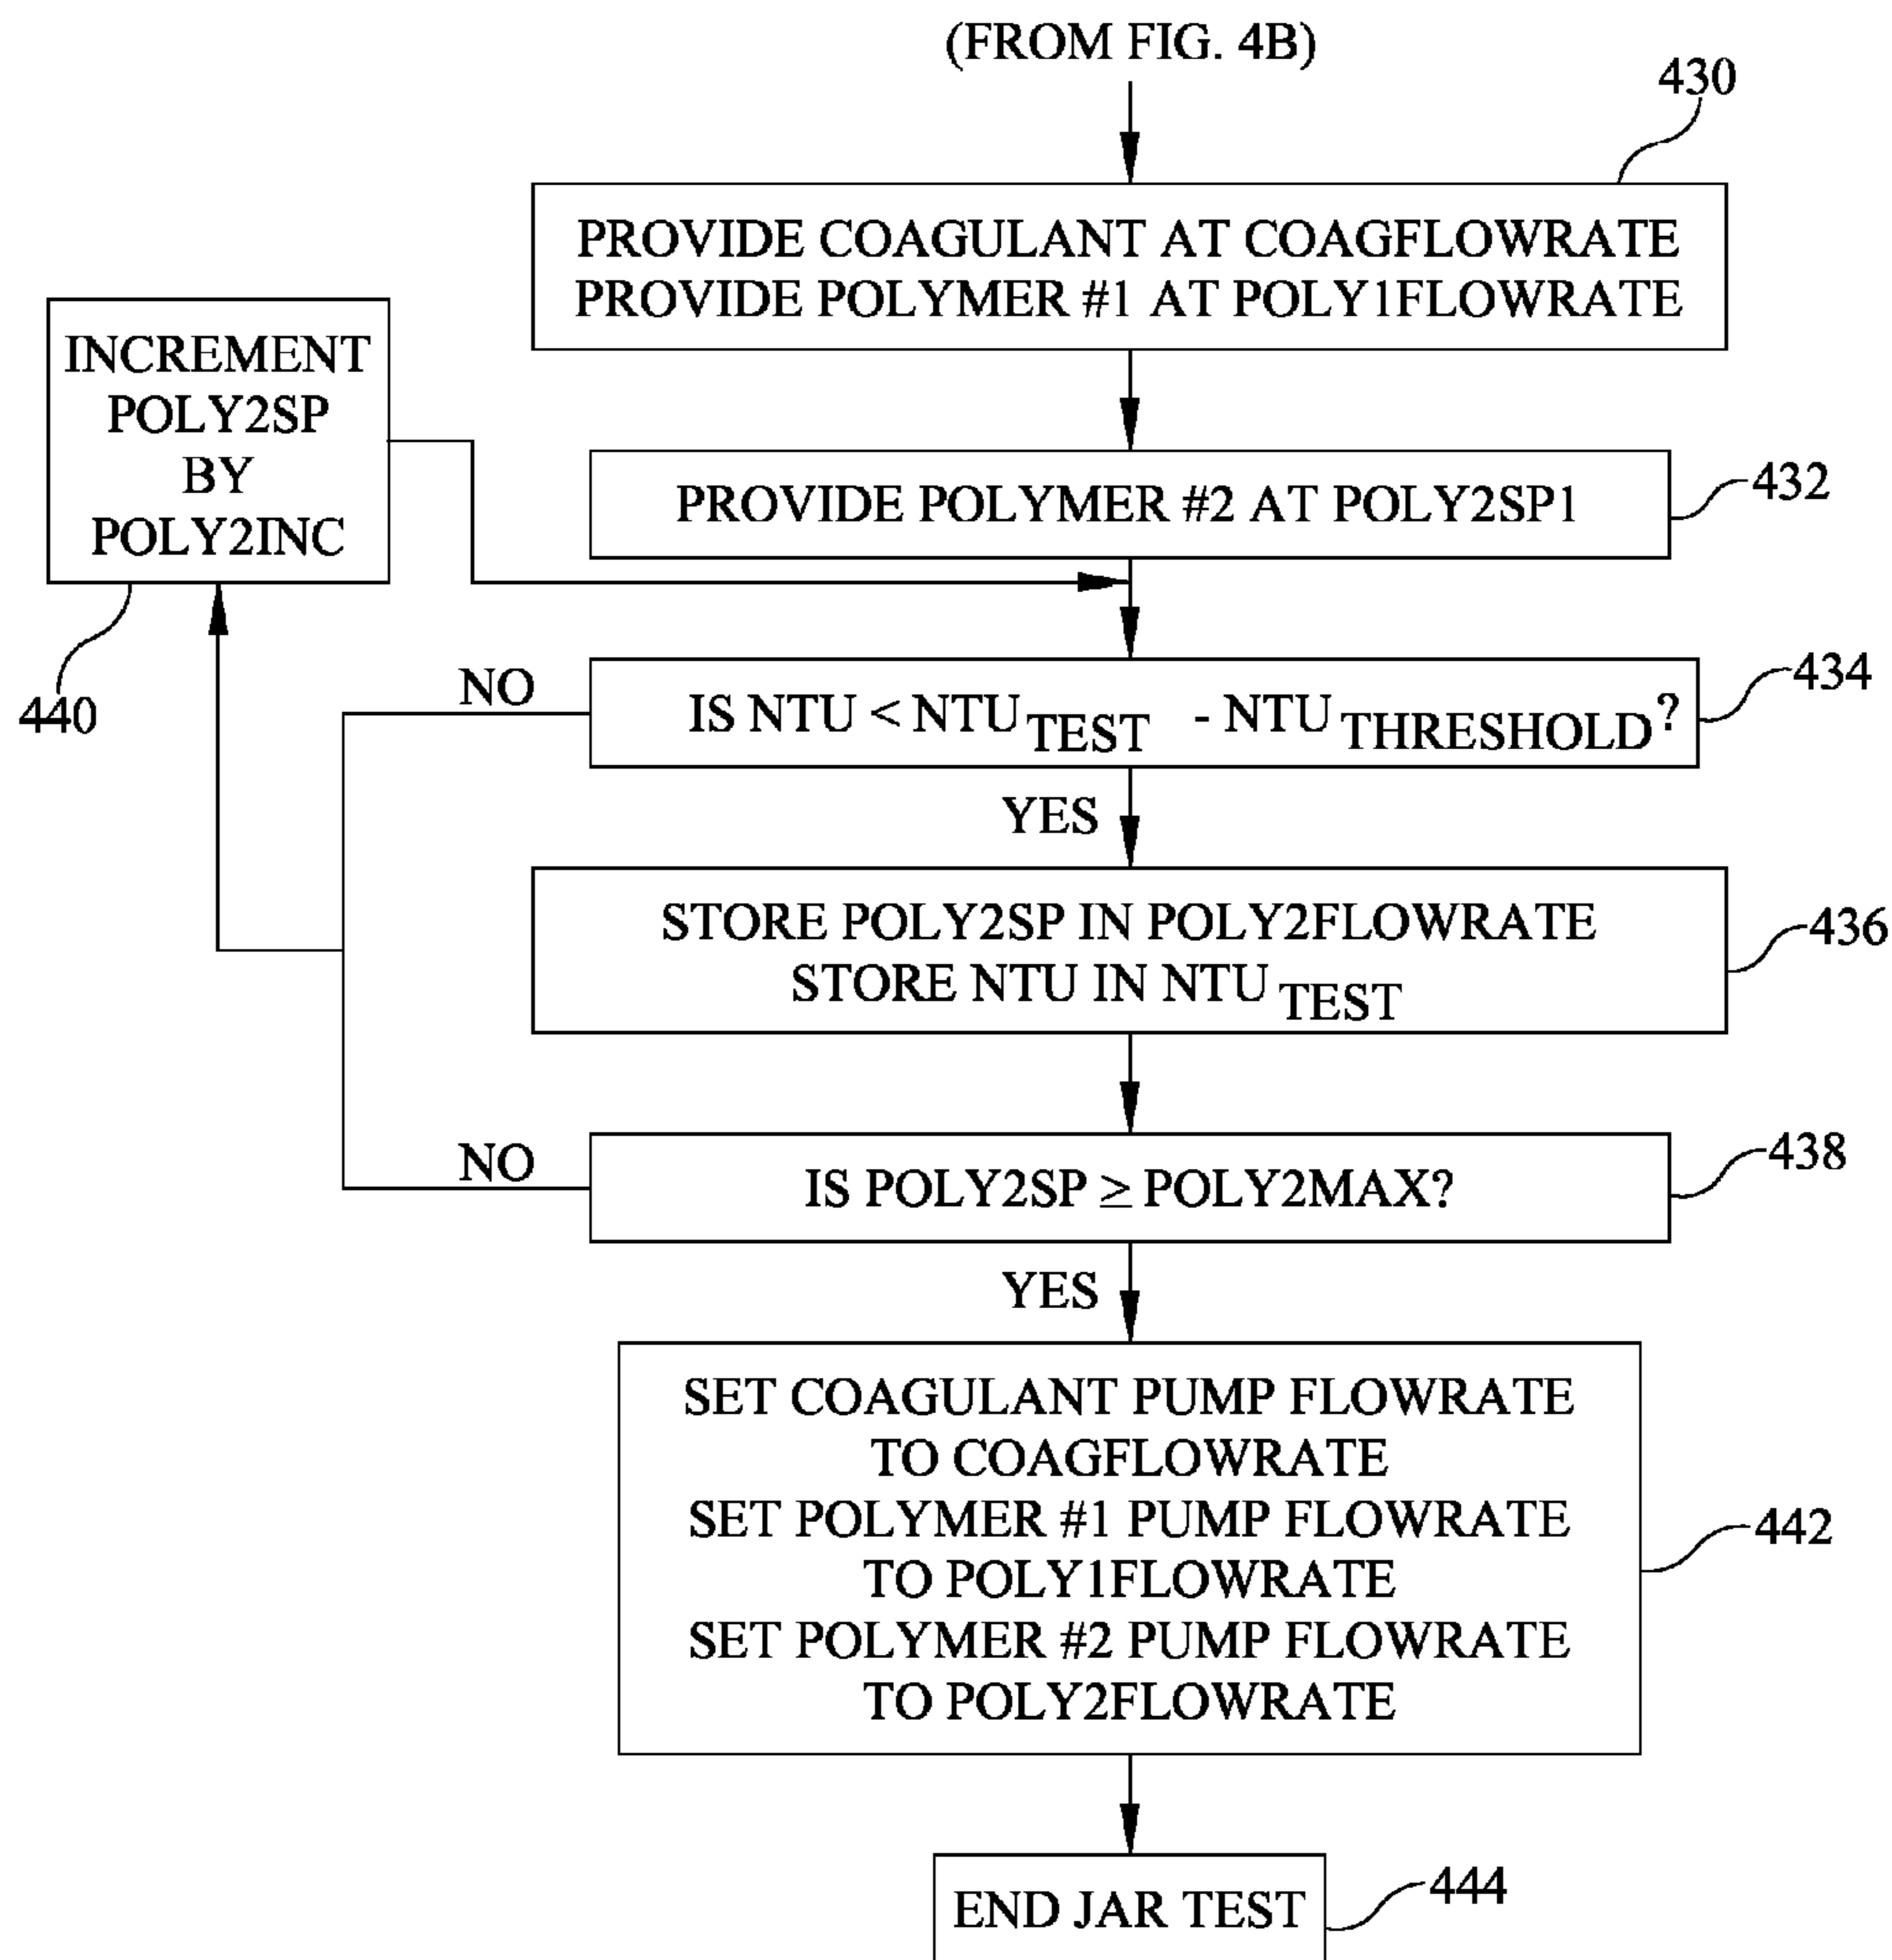 (FROM FIG. 4B)
430
PROVIDE COAGULANT AT COAGFLOWRATE
PROVIDE POLYMER #1 AT POLY1FLOWRATE
INCREMENT
POLY2SP
BY
POLY2INC
440
PROVIDE POLYMER #2 AT POLY2SP1
432
NO
IS NTU < NTU TEST - NTU THRESHOLD?
434
YES
STORE POLY2SP IN POLY2FLOWRATE
STORE NTU IN NTU TEST
436
NO
IS POLY2SP ≥ POLY2MAX?
438
YES
SET COAGULANT PUMP FLOWRATE
TO COAGFLOWRATE
SET POLYMER #1 PUMP FLOWRATE
TO POLY1FLOWRATE
SET POLYMER #2 PUMP FLOWRATE
TO POLY2FLOWRATE
442
END JAR TEST
444